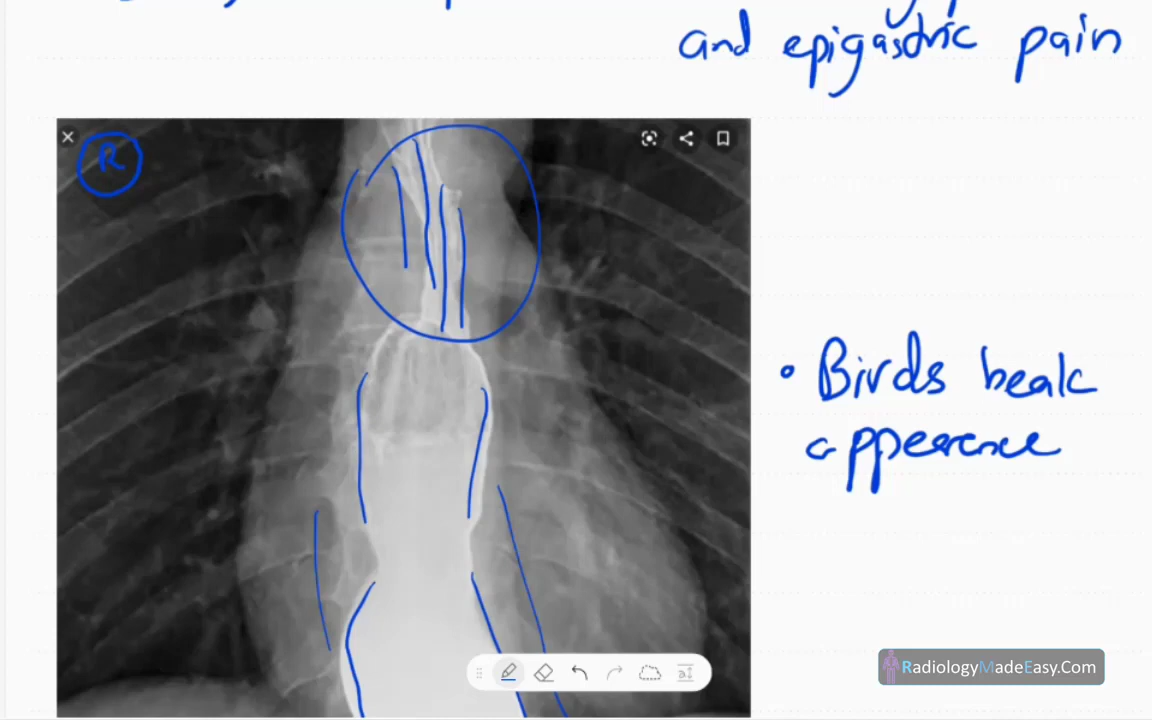 and epigastric pain
R
• Birds beak
appearence
RadiologyMadeEasy.Com